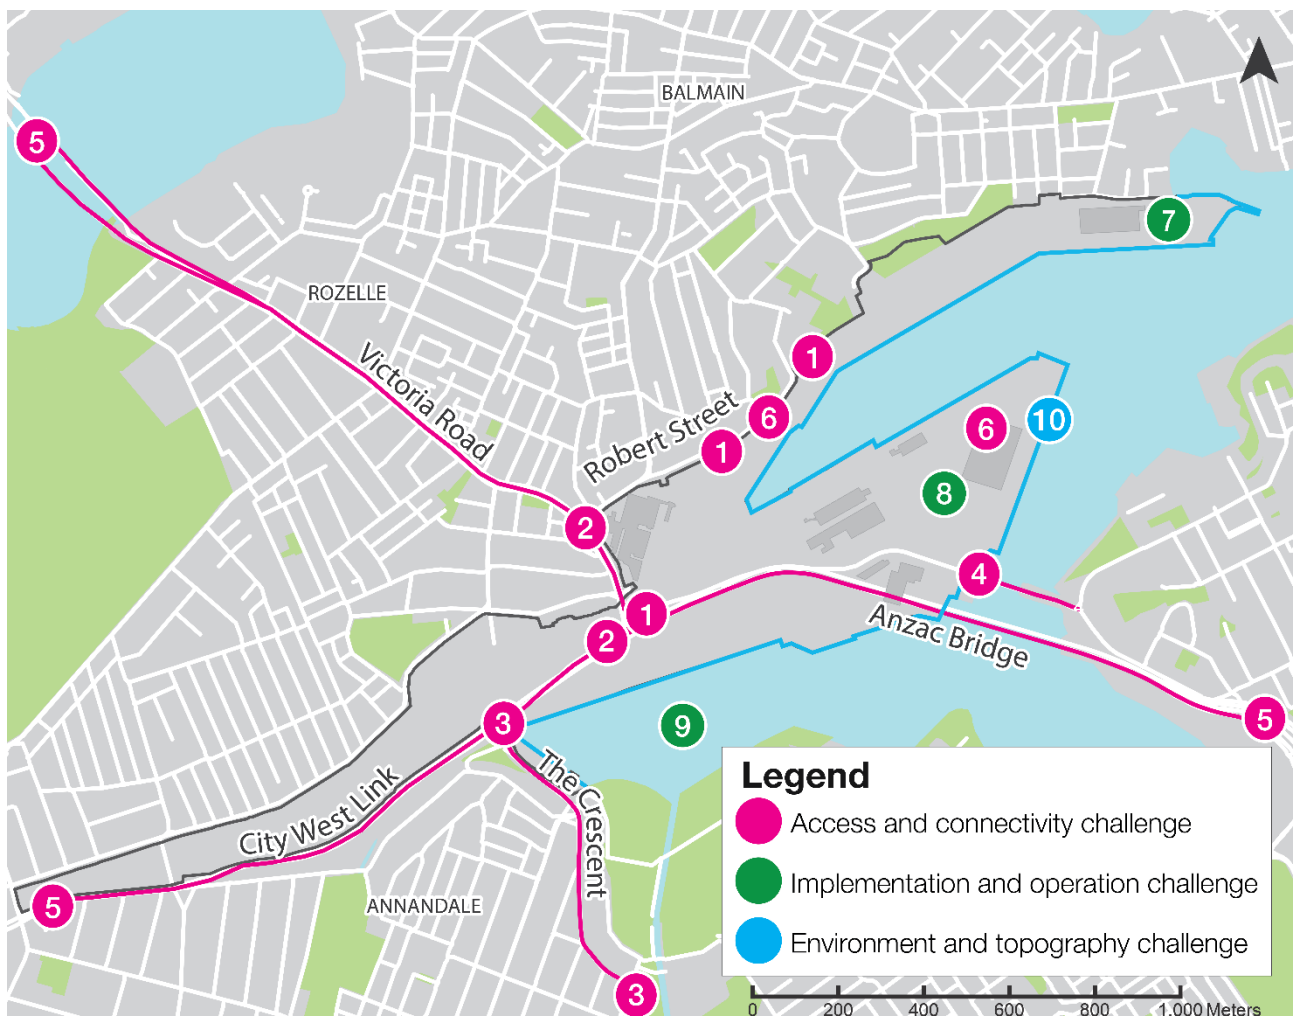 BALMAIN
5
7
ROZELLE
Victoria Road
1
6
Robert Street
1
6
10
8
2
4
1
2
Anzac Bridge
3
9
5
The Crescent
City West Link
5
ANNANDALE
3
Legend
Access and connectivity challenge
Implementation and operation challenge
Environment and topography challenge
0 200 400 600 800 1,000 Meters